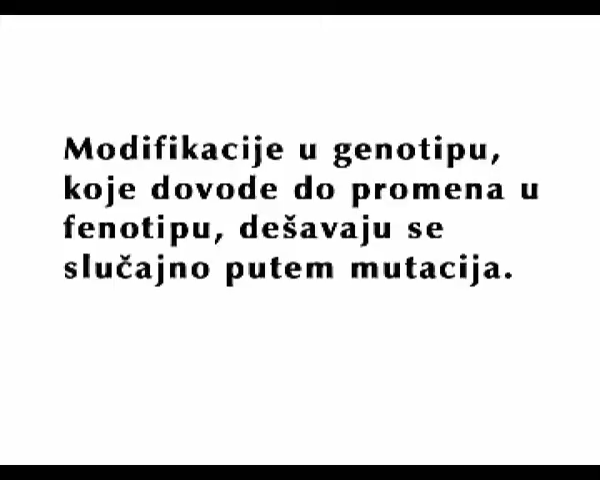 Modifikacije u genotipu,
koje dovode do promena u
fenotipu, dešavaju se
slučajno putem mutacija.